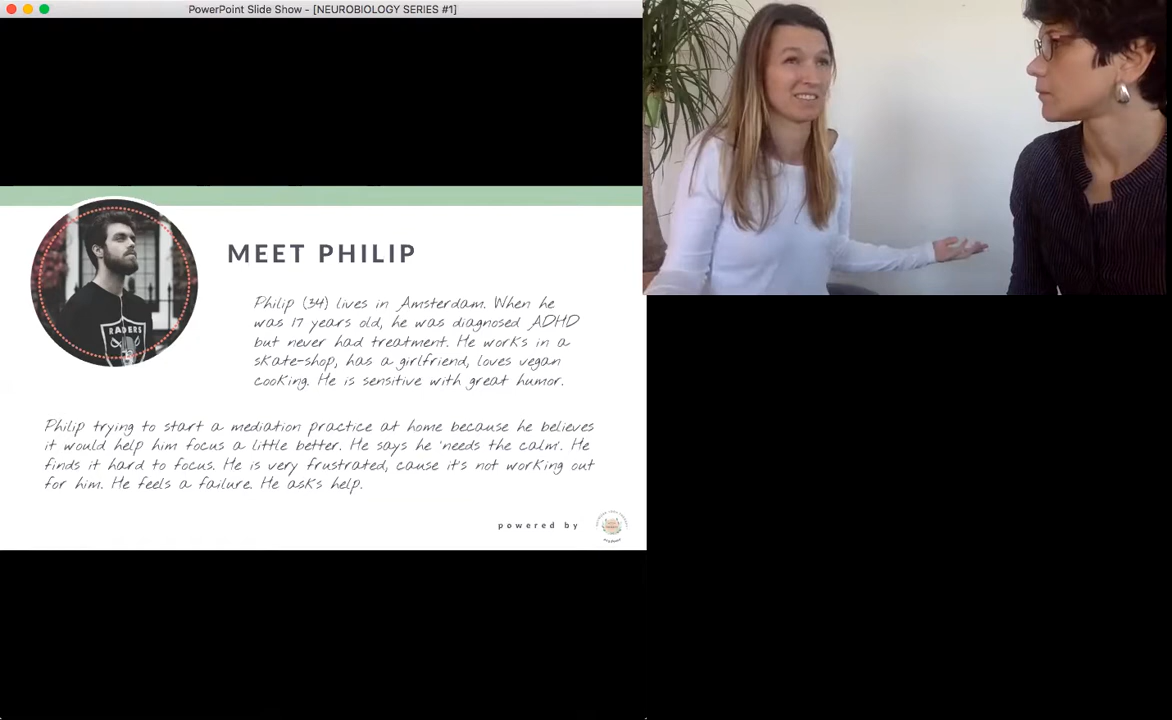 PowerPoint Slide Show - [NEUROBIOLOGY SERIES #1]
MEET PHILIP
RAIDERS
Philip (34) lives in Amsterdam. When he
was 17 years old, he was diagnosed ADHD
but never had treatment. He works in a
skate-shop, has a girlfriend, loves vegan
cooking. He is sensitive with great humor.
Philip trying to start a mediation practice at home because he believes
it would help him focus a little better. He says he 'needs the calm'. He
finds it hard to focus. He is very frustrated, cause it's not working out
for him. He feels a failure. He asks help.
powered by